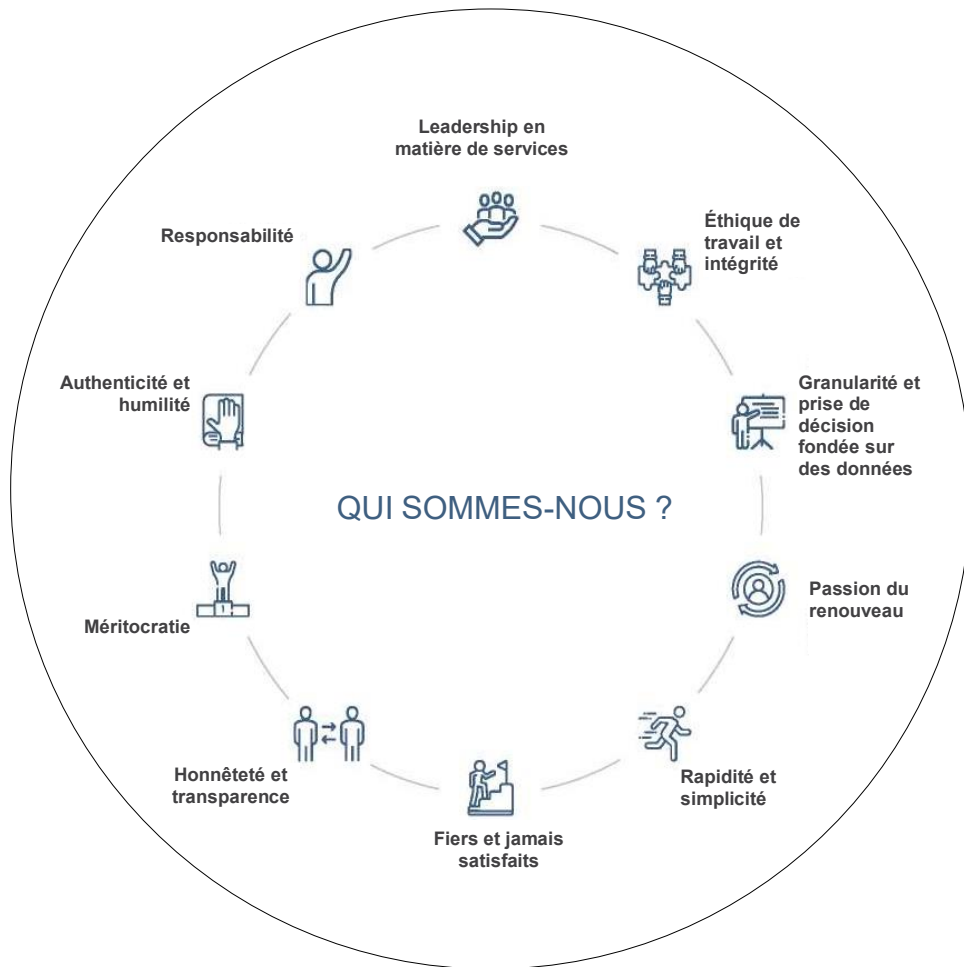 Leadership en
matière de services
Éthique de
travail et
intégrité
Granularité et
prise de
décision
fondée sur
des données
Passion du
renouveau
Rapidité et
simplicité
Fiers et jamais
satisfaits
Honnêteté et
transparence
Méritocratie
Authenticité et
humilité
Responsabilité
QUI SOMMES-NOUS ?